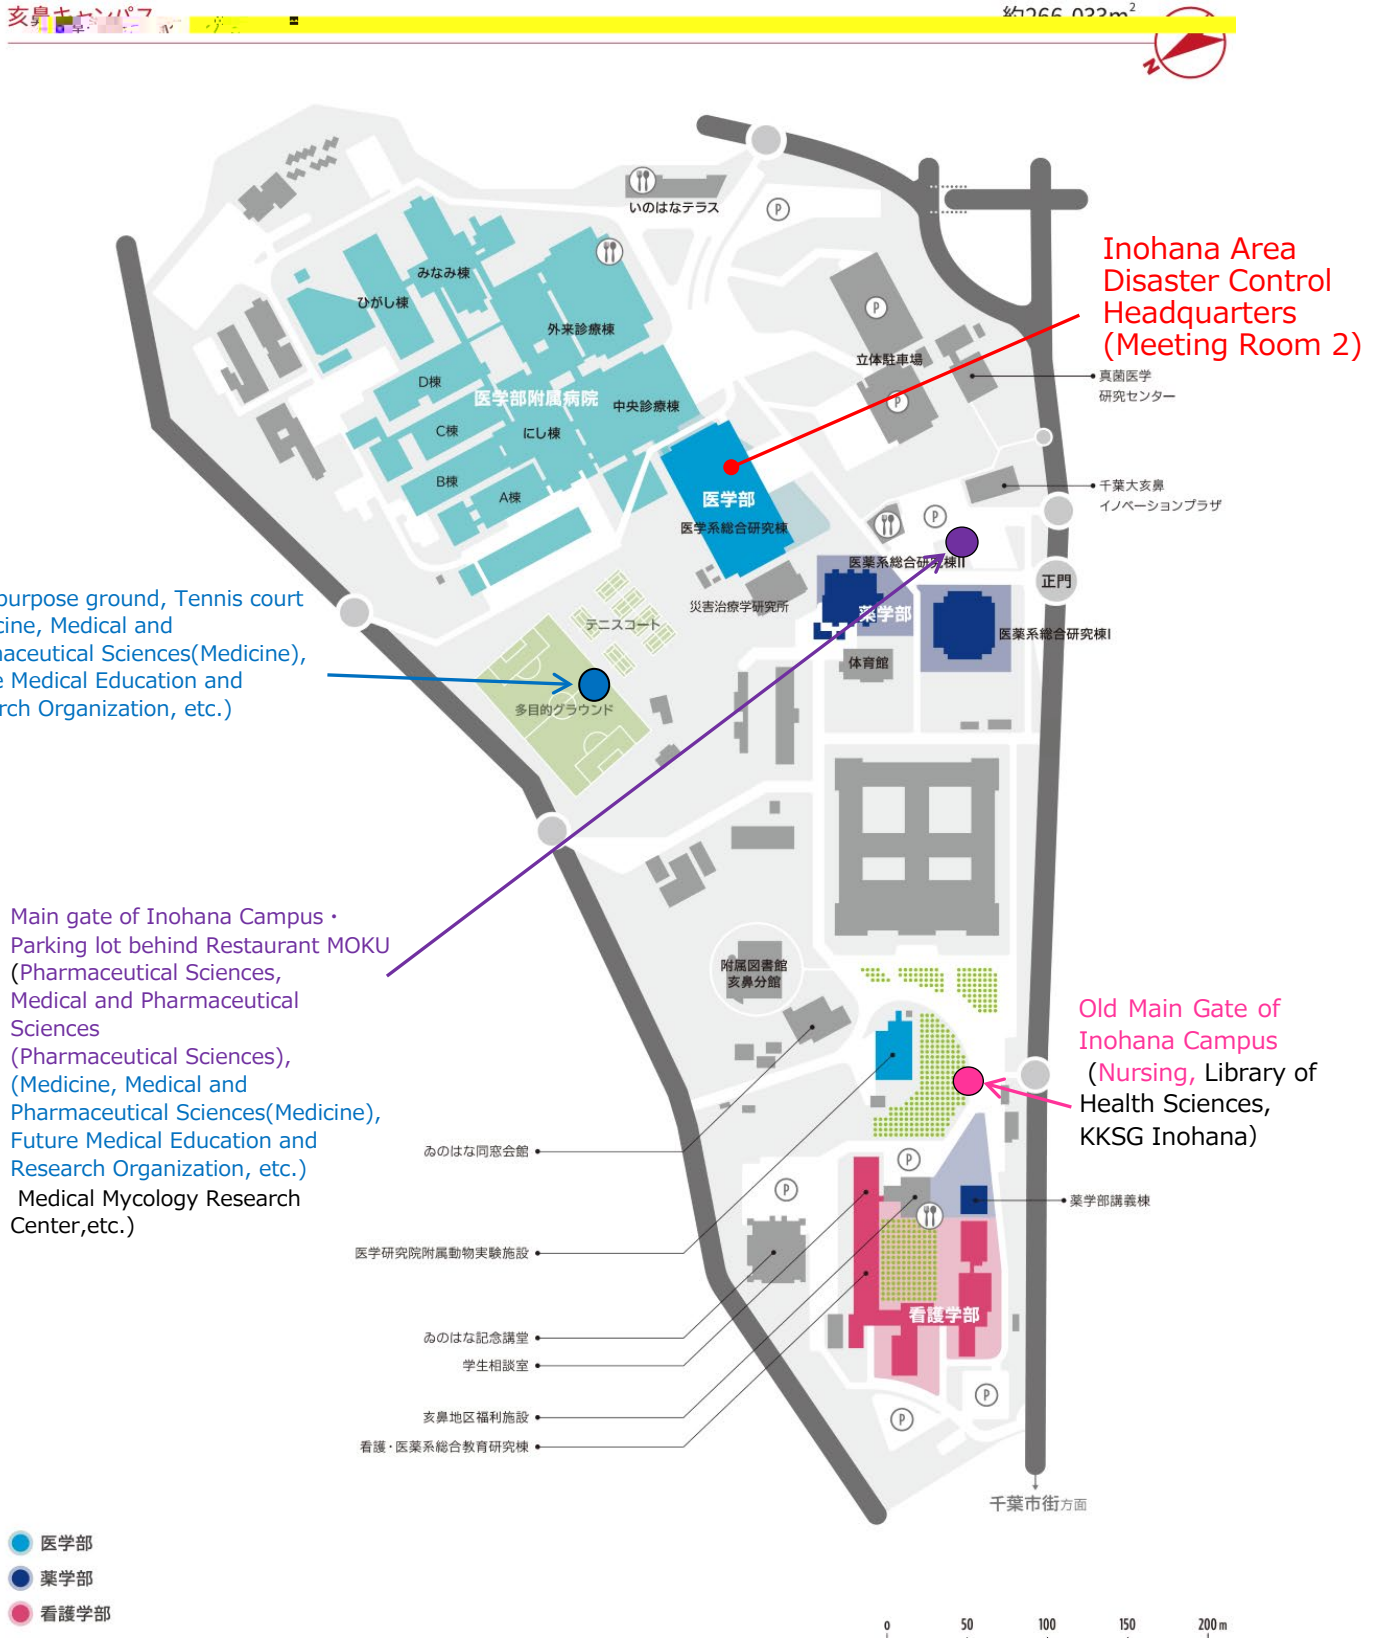 亥鼻キャンパス
約266,033m²
N
いのはなテラス
P
みなみ棟
ひがし棟
外来診療棟
P
立体駐車場
Inohana Area
Disaster Control
Headquarters
(Meeting Room 2)
真菌医学
研究センター
D棟
医学部附属病院
中央診療棟
P
C棟
にし棟
B棟
A棟
医学部
医学系総合研究棟
千葉大亥鼻
イノベーションプラザ
P
医薬系総合研究棟II
正門
災害治療学研究所
薬学部
医薬系総合研究棟I
テニスコート
体育館
多目的グラウンド
purpose ground, Tennis court
cine, Medical and
maceutical Sciences(Medicine),
e Medical Education and
rch Organization, etc.)
Main gate of Inohana Campus・
Parking lot behind Restaurant MOKU
(Pharmaceutical Sciences,
Medical and Pharmaceutical
Sciences
(Pharmaceutical Sciences),
(Medicine, Medical and
Pharmaceutical Sciences(Medicine),
Future Medical Education and
Research Organization, etc.)
Medical Mycology Research
Center,etc.)
附属図書館
亥鼻分館
Old Main Gate of
Inohana Campus
(Nursing, Library of
Health Sciences,
KKSG Inohana)
ゐのはな同窓会館
P
P
薬学部講義棟
医学研究院附属動物実験施設
看護学部
ゐのはな記念講堂
学生相談室
亥鼻地区福利施設
看護・医薬系総合教育研究棟
P
P
千葉市街方面
医学部
薬学部
看護学部
0 50 100 150 200 m